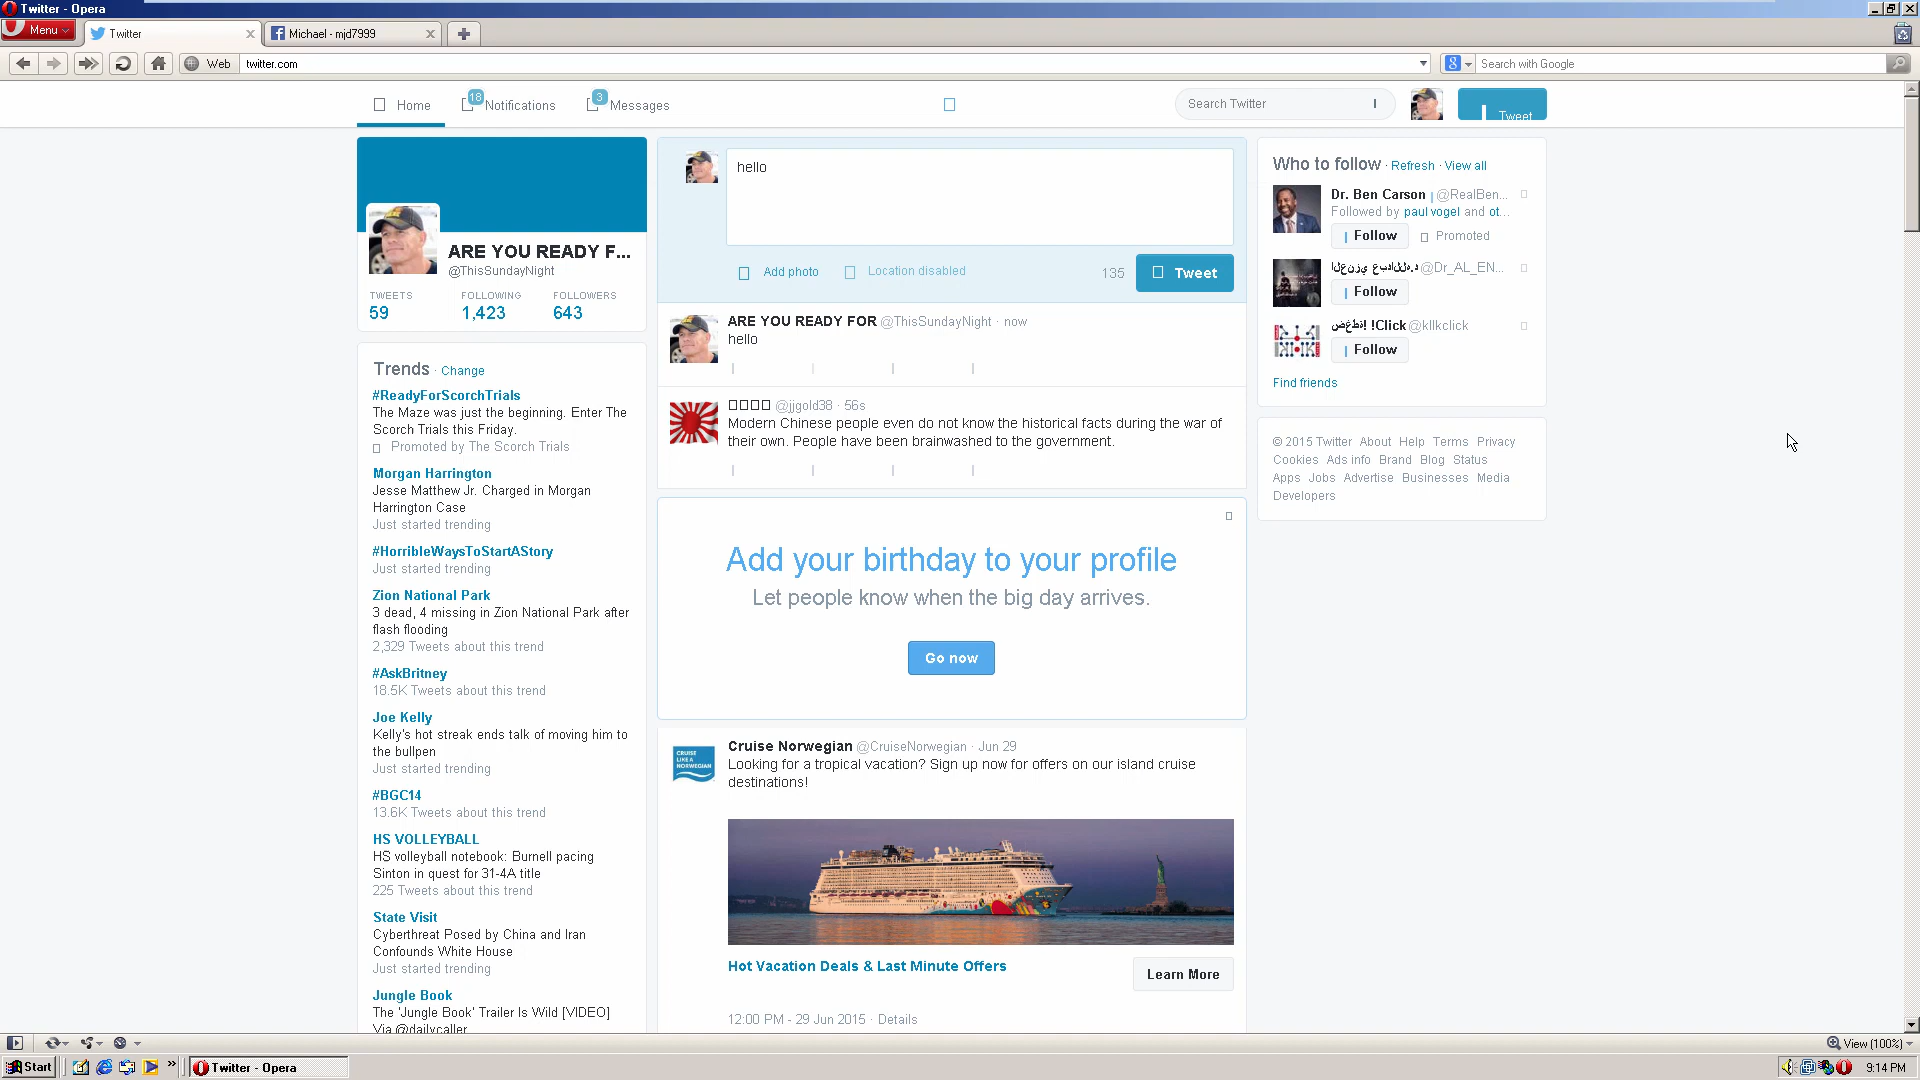 Twitter - Opera
Menu
Twitter
Michael - mjd7999
Web
twitter.com
Search with Google
Home
18
Notifications
3
Messages
Search Twitter
Tweet
ARE YOU READY F...
@ThisSundayNight
TWEETS FOLLOWING FOLLOWERS
59 1,423 643
Trends · Change
#ReadyForScorchTrials
The Maze was just the beginning. Enter The
Scorch Trials this Friday.
Promoted by The Scorch Trials
Morgan Harrington
Jesse Matthew Jr. Charged in Morgan
Harrington Case
Just started trending
#HorribleWaysToStartAStory
Just started trending
Zion National Park
3 dead, 4 missing in Zion National Park after
flash flooding
2,329 Tweets about this trend
#AskBritney
18.5K Tweets about this trend
Joe Kelly
Kelly's hot streak ends talk of moving him to
the bullpen
Just started trending
#BGC14
13.6K Tweets about this trend
HS VOLLEYBALL
HS volleyball notebook: Burnell pacing
Sinton in quest for 31-4A title
225 Tweets about this trend
State Visit
Cyberthreat Posed by China and Iran
Confounds White House
Just started trending
Jungle Book
The 'Jungle Book' Trailer Is Wild [VIDEO]
Via @dailycaller
hello
Add photo
Location disabled
135
Tweet
ARE YOU READY FOR @ThisSundayNight · now
hello
@jjgold38 · 56s
Modern Chinese people even do not know the historical facts during the war of
their own. People have been brainwashed to the government.
Add your birthday to your profile
Let people know when the big day arrives.
Go now
CRUISE
LIKE A
NORWEGIAN
Cruise Norwegian @CruiseNorwegian · Jun 29
Looking for a tropical vacation? Sign up now for offers on our island cruise
destinations!
Hot Vacation Deals & Last Minute Offers
Learn More
12:00 PM - 29 Jun 2015 · Details
Who to follow · Refresh · View all
Dr. Ben Carson @RealBen...
Followed by paul vogel and ot...
Follow
Promoted
@Dr_AL_EN...
Follow
!Click @kllkclick
Follow
Find friends
© 2015 Twitter About Help Terms Privacy
Cookies Ads info Brand Blog Status
Apps Jobs Advertise Businesses Media
Developers
View (100%)
Start
Twitter - Opera
9:14 PM